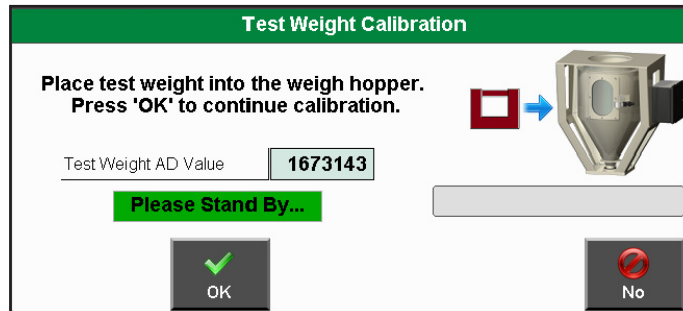 Test Weight Calibration
Place test weight into the weigh hopper.
Press 'OK' to continue calibration.
Test Weight AD Value 1673143
Please Stand By...
OK
No